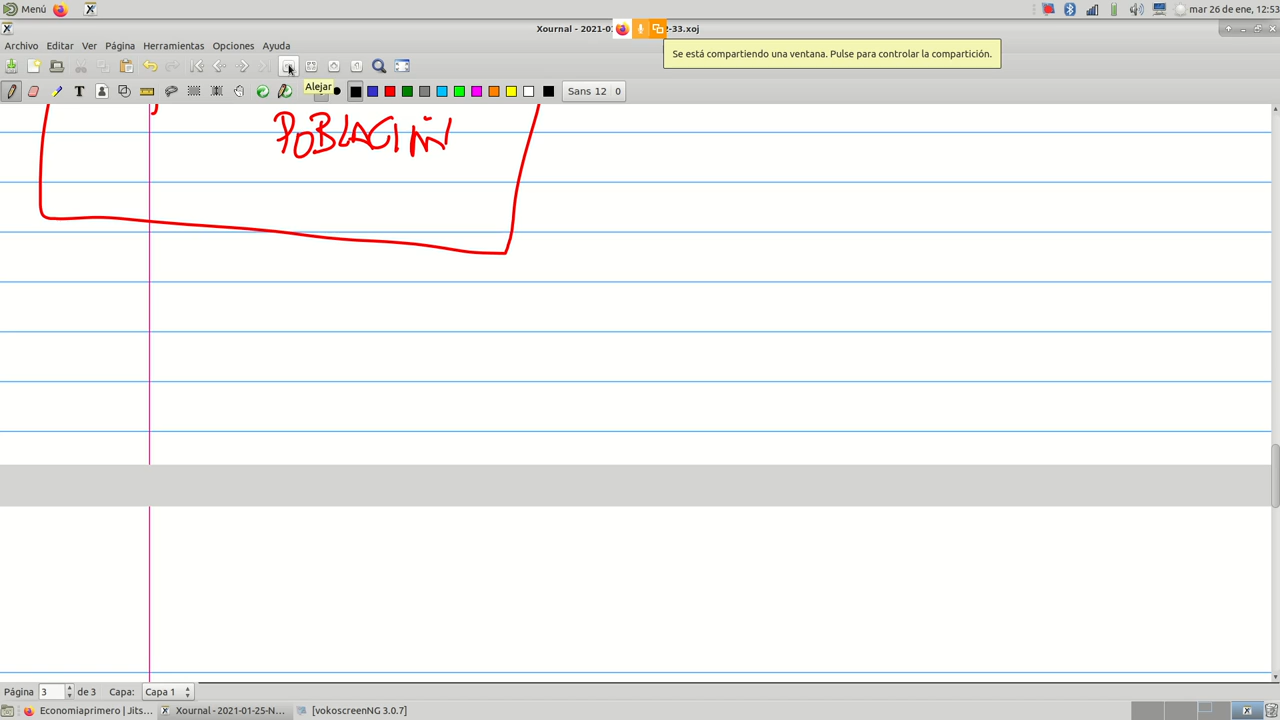 Menú
mar 26 de ene, 12:53
Xournal - 2021-01
2-33.xoj
Se está compartiendo una ventana. Pulse para controlar la compartición.
Archivo Editar Ver Página Herramientas Opciones Ayuda
Alejar
Sans 12 0
POBLACIÓN
Página 3 de 3 Capa: Capa 1
Economiaprimero | Jits... Xournal - 2021-01-25-N... [vokoscreenNG 3.0.7]